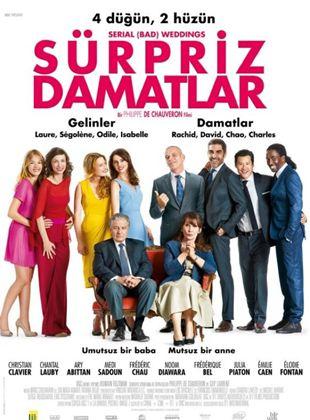 4 düğün, 2 hüzün
SERIAL (BAD) WEDDINGS
SÜRPRİZ
DAMATLAR
Bir PHILIPPE DE CHAUVERON filmi
Gelinler
Laure, Ségolène, Odile, Isabelle
Damatlar
Rachid, David, Chao, Charles
Umutsuz bir baba
Mutsuz bir anne
CHRISTIAN CLAVIER
CHANTAL LAUBY
ARY ABITTAN
MEDI SADOUN
FRÉDÉRIC CHAU
NOOM DIAWARA
FRÉDÉRIQUE BEL
JULIA PIATON
ÉMILIE CAEN
ÉLODIE FONTAN